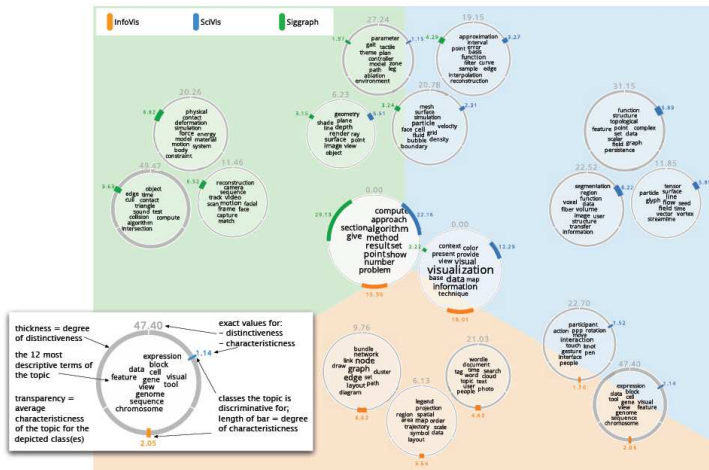 InfoVis
SciVis
Siggraph
27.24
1.97
1.15
parameter
gait tactile
theme plan
controller
model zone
path leg
ablation
environment
19.15
4.29
3.27
approximation
interval
point error
basis
function
filter curve
sample edge
interpolation
reconstruction
20.26
6.92
physical
contact
deformation
simulation
force energy
model material
motion system
body
constraint
6.23
3.15
5.51
geometry
shade plane
line depth
render ray
surface point
image view
object
20.78
3.24
2.31
mesh
surface
simulation
particle
face cell velocity
fluid grid
bubble density
boundary
31.15
5.89
function
structure
topological
feature point complex
set data
scalar
field graph
persistence
49.47
3.63
object
edge time
cull contact
triangle
sound test
collision compute
algorithm
intersection
11.46
6.52
reconstruction
camera
sequence
track video
scan motion facial
frame face
capture
match
22.52
6.22
segmentation
region
function
voxel data
fiber volume
image user
structure
transfer
information
11.85
tensor
surface
particle line
glyph flow seed
field time
vector vortex
streamline
0.00
29.13
22.16
15.50
compute
approach
section algorithm
give method
result set
point show
number
problem
0.00
3.22
13.25
18.01
context color
present provide
view visual
visualization
base data map
information
technique
22.70
1.52
participant
action ppp rotation
move
interaction
touch knot
gesture pen
interface
people
47.40
1.14
2.05
expression
block
data cell
tool gene visual
view feature
genome
sequence
chromosome
9.76
bundle
network
link node
draw graph
edge set cluster
layout path
diagram
21.03
6.43
wordle
document
tag time search
word cloud
topic text
user photo
people
6.13
legend
projection
region spatial
area map order
trajectory scale
symbol data
layout
thickness = degree
of distinctiveness
47.40
exact values for:
- distinctiveness
- characteristicness
1.14
the 12 most
descriptive terms of
the topic
expression
block
data cell
feature gene visual
view tool
genome
sequence
chromosome
transparency =
average
characteristicness
of the topic for the
depicted class(es)
classes the topic is
discriminative for;
length of bar = degree
of characteristicness
2.05